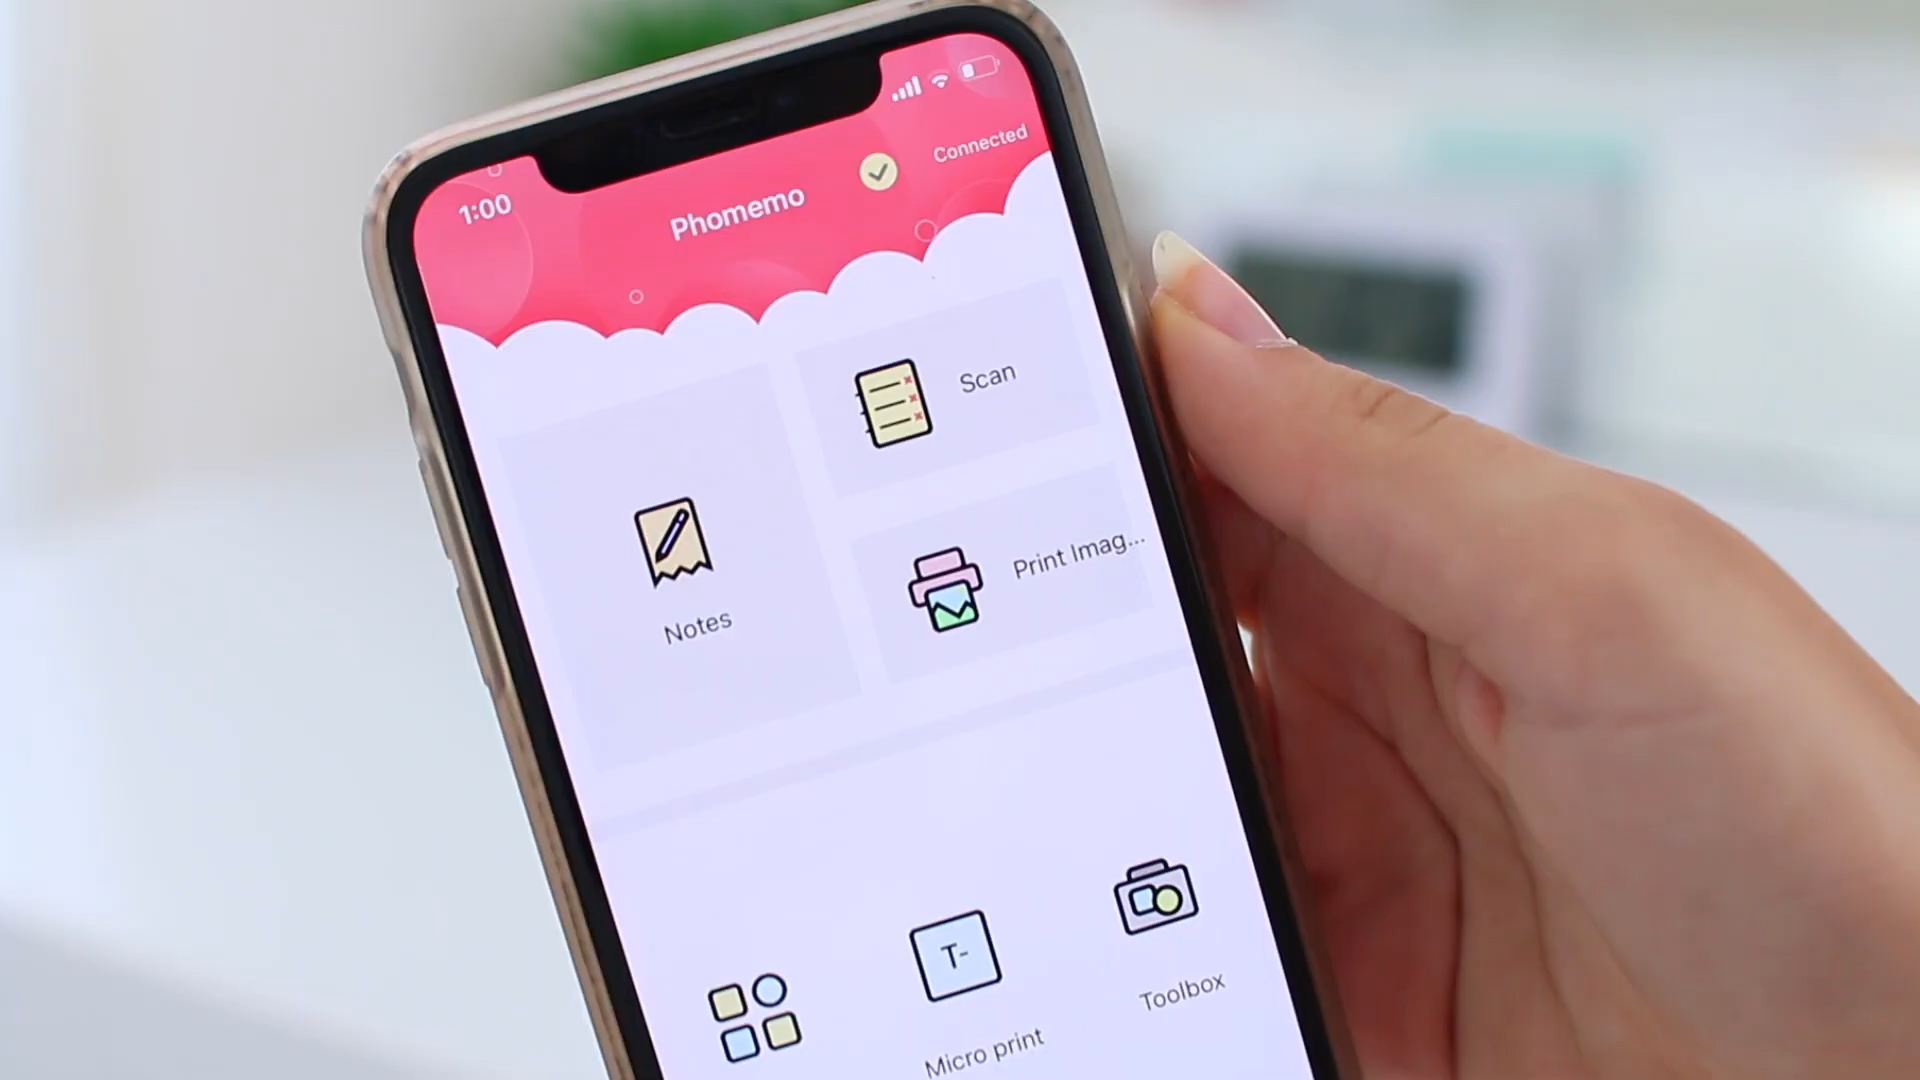 1:00
Phomemo
Connected
Scan
Print Imag...
Notes
T-
Micro print
Toolbox